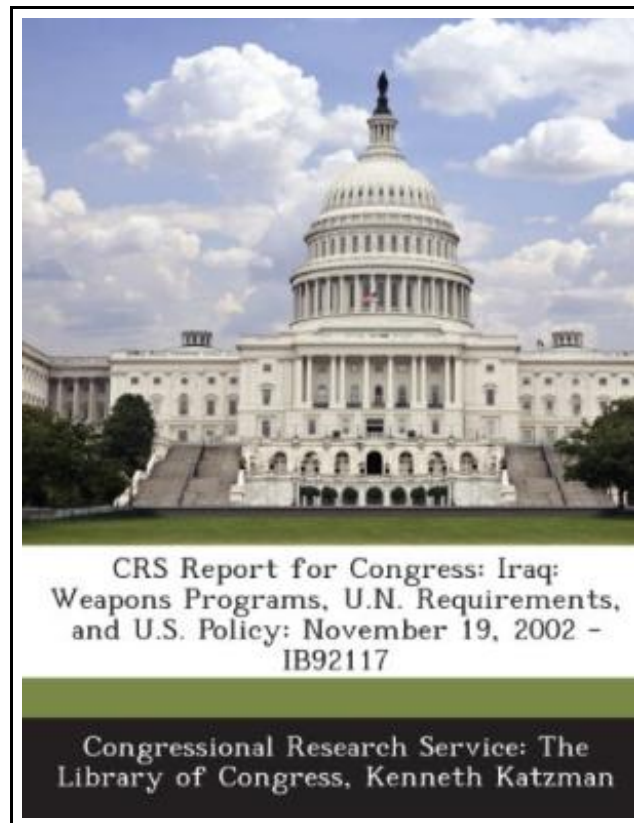 CRS Report for Congress: Iraq:
Weapons Programs, U.N. Requirements,
and U.S. Policy: November 19, 2002 -
IB92117
Congressional Research Service: The
Library of Congress, Kenneth Katzman